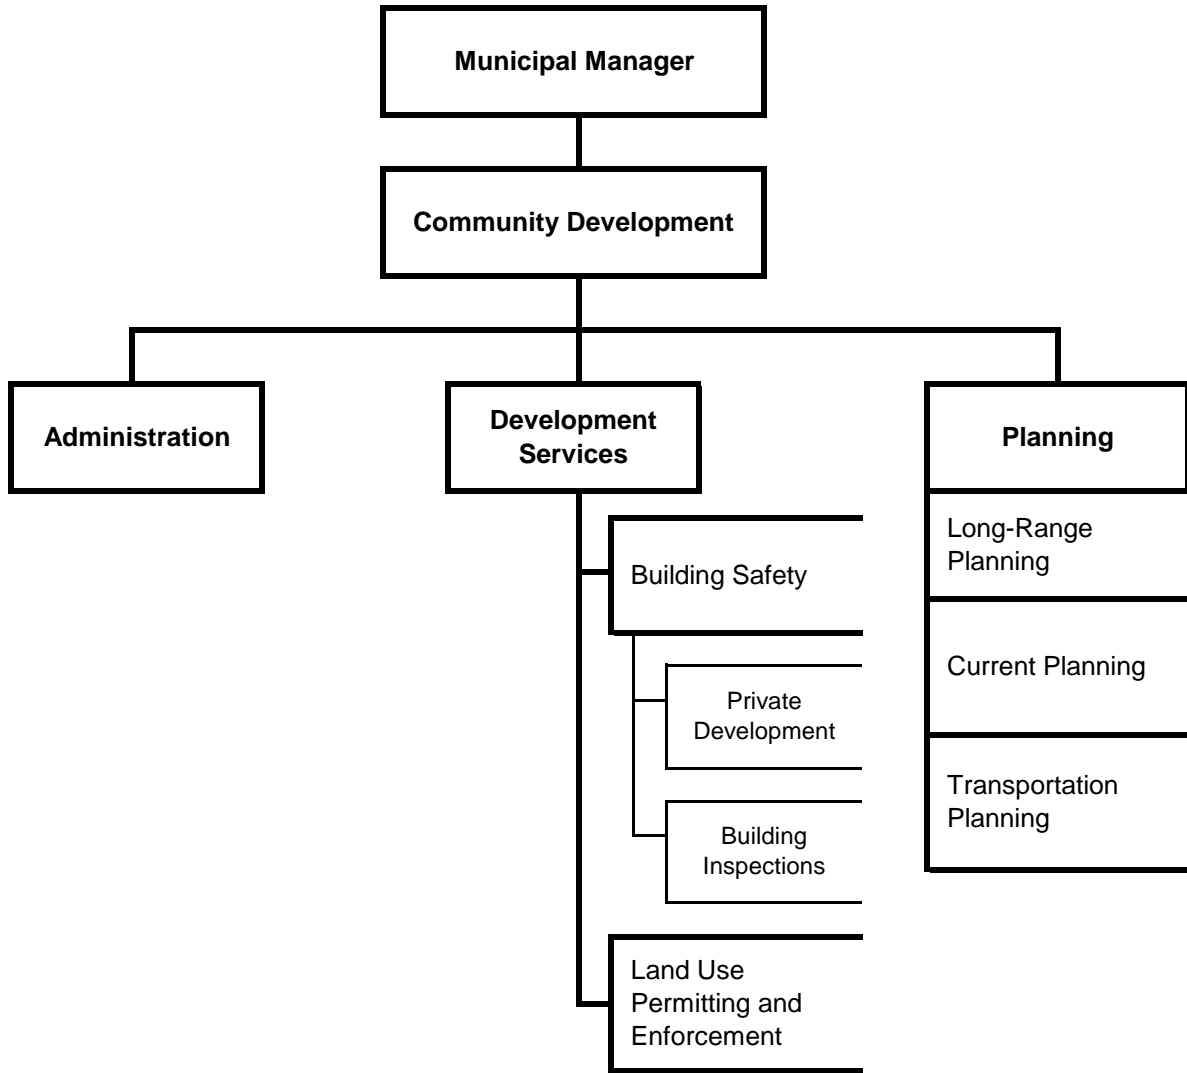 Municipal Manager
Community Development
Administration
Development
Services
Planning
Building Safety
Private
Development
Building
Inspections
Land Use
Permitting and
Enforcement
Long-Range
Planning
Current Planning
Transportation
Planning